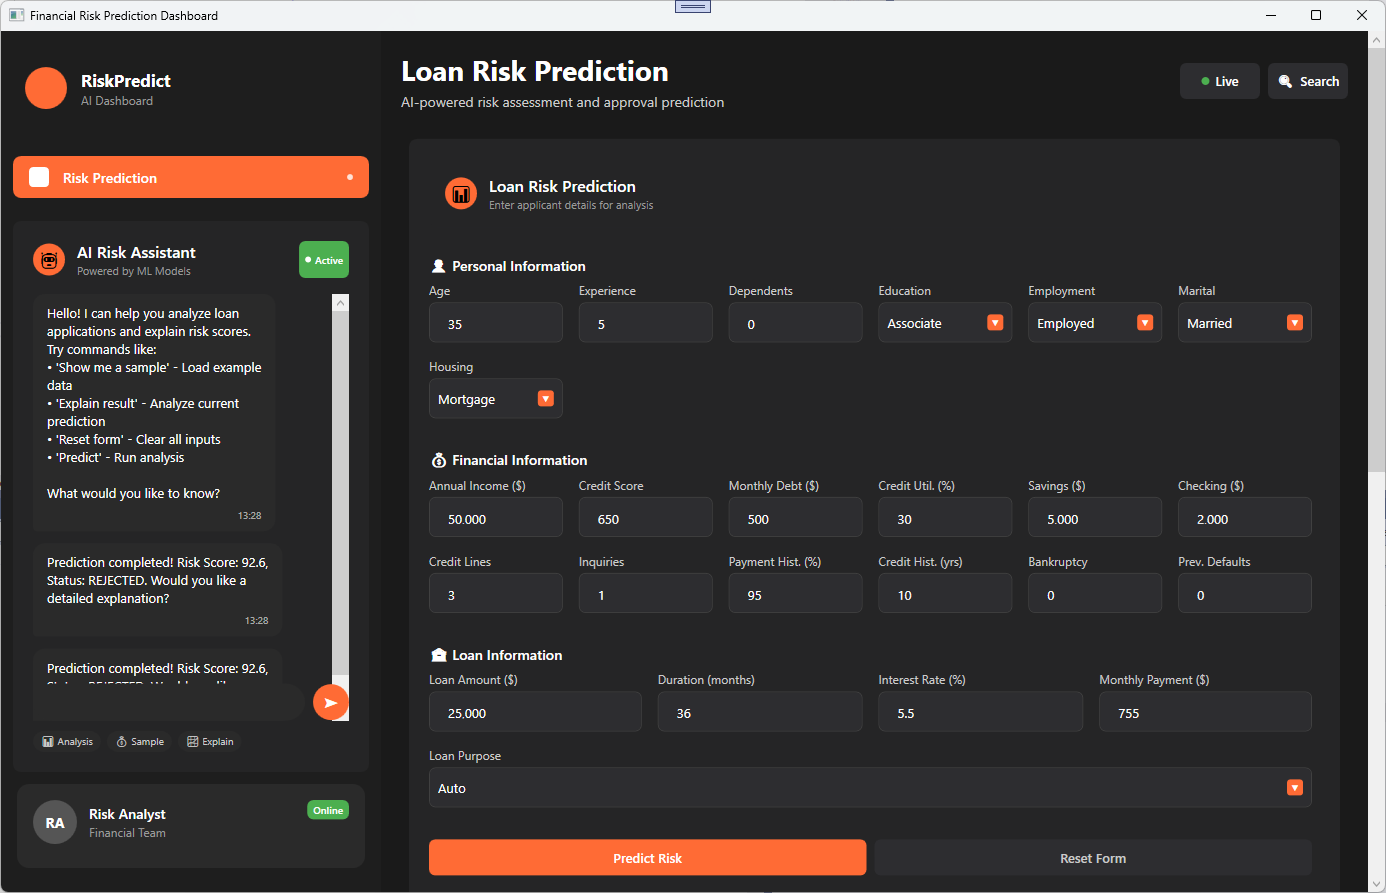 Financial Risk Prediction Dashboard
RiskPredict
AI Dashboard
Risk Prediction
AI Risk Assistant
Powered by ML Models
Active
Hello! I can help you analyze loan
applications and explain risk scores.
Try commands like:
• 'Show me a sample' - Load example
data
• 'Explain result' - Analyze current
prediction
• 'Reset form' - Clear all inputs
• 'Predict' - Run analysis
What would you like to know?
13:28
Prediction completed! Risk Score: 92.6,
Status: REJECTED. Would you like a
detailed explanation?
13:28
Prediction completed! Risk Score: 92.6,
Analysis Sample Explain
RA
Risk Analyst
Financial Team
Online
Loan Risk Prediction
AI-powered risk assessment and approval prediction
Live
Search
Loan Risk Prediction
Enter applicant details for analysis
Personal Information
Age Experience Dependents Education Employment Marital
35 5 0 Associate Employed Married
Housing
Mortgage
Financial Information
Annual Income ($) Credit Score Monthly Debt ($) Credit Util. (%) Savings ($) Checking ($)
50.000 650 500 30 5.000 2.000
Credit Lines Inquiries Payment Hist. (%) Credit Hist. (yrs) Bankruptcy Prev. Defaults
3 1 95 10 0 0
Loan Information
Loan Amount ($) Duration (months) Interest Rate (%) Monthly Payment ($)
25,000 36 5.5 755
Loan Purpose
Auto
Predict Risk
Reset Form